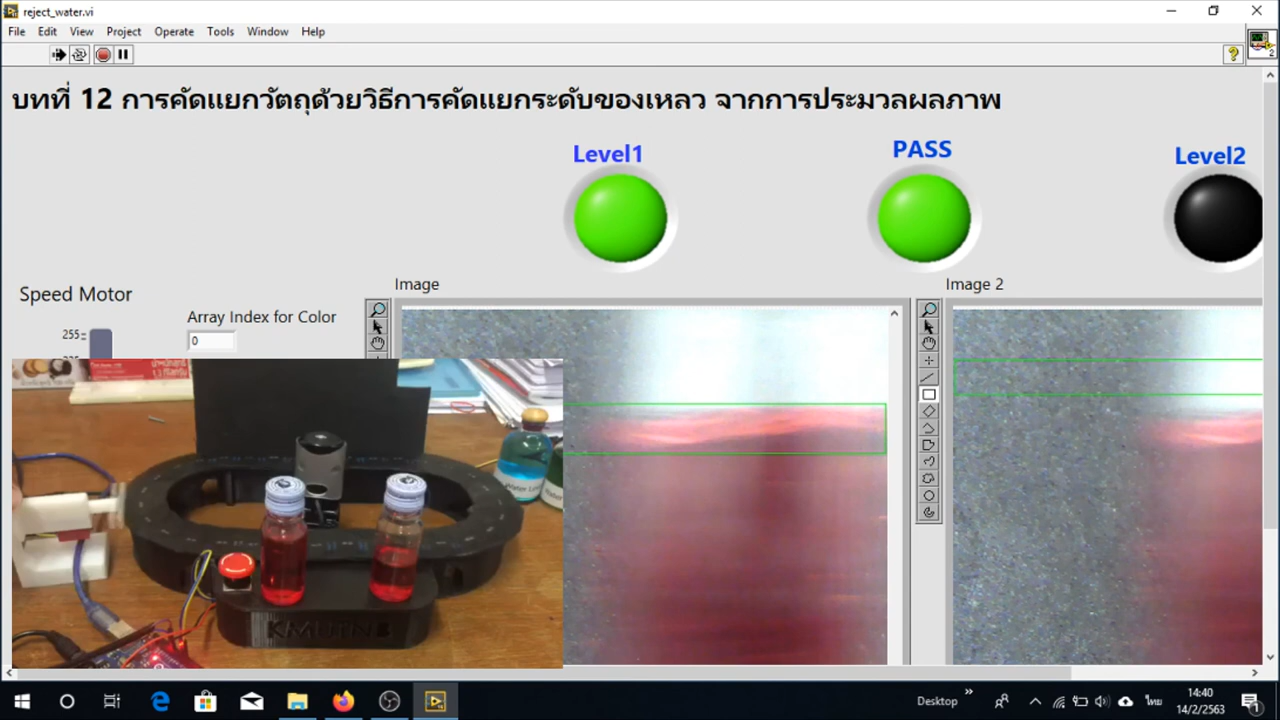 reject_water.vi
File Edit View Project Operate Tools Window Help
บทที่ 12 การคัดแยกวัตถุด้วยวิธีการคัดแยกระดับของเหลว จากการประมวลผลภาพ
Level1
PASS
Level2
Speed Motor
255
Array Index for Color
0
Image
Image 2
Water
KMUTNB
Desktop
ไทย
14:40
14/2/2563
1